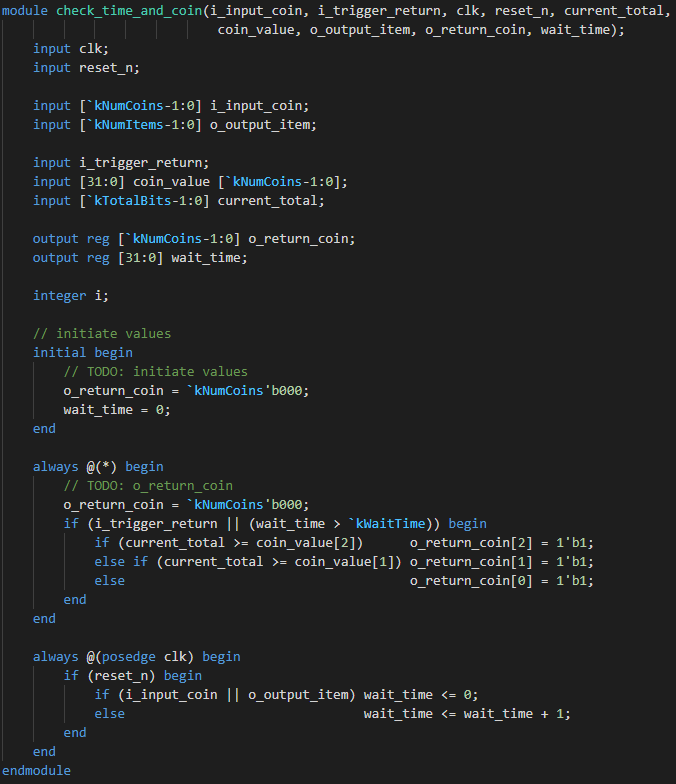 module check_time_and_coin(i_input_coin, i_trigger_return, clk, reset_n, current_total,
                            coin_value, o_output_item, o_return_coin, wait_time);
    input clk;
    input reset_n;

    input [`kNumCoins-1:0] i_input_coin;
    input [`kNumItems-1:0] o_output_item;

    input i_trigger_return;
    input [31:0] coin_value [`kNumCoins-1:0];
    input [`kTotalBits-1:0] current_total;

    output reg [`kNumCoins-1:0] o_return_coin;
    output reg [31:0] wait_time;

    integer i;

    // initiate values
    initial begin
        // TODO: initiate values
        o_return_coin = `kNumCoins'b000;
        wait_time = 0;
    end

    always @(*) begin
        // TODO: o_return_coin
        o_return_coin = `kNumCoins'b000;
        if (i_trigger_return || (wait_time > `kWaitTime)) begin
            if (current_total >= coin_value[2])      o_return_coin[2] = 1'b1;
            else if (current_total >= coin_value[1]) o_return_coin[1] = 1'b1;
            else                                     o_return_coin[0] = 1'b1;
        end
    end

    always @(posedge clk) begin
        if (reset_n) begin
            if (i_input_coin || o_output_item) wait_time <= 0;
            else                               wait_time <= wait_time + 1;
        end
    end
endmodule